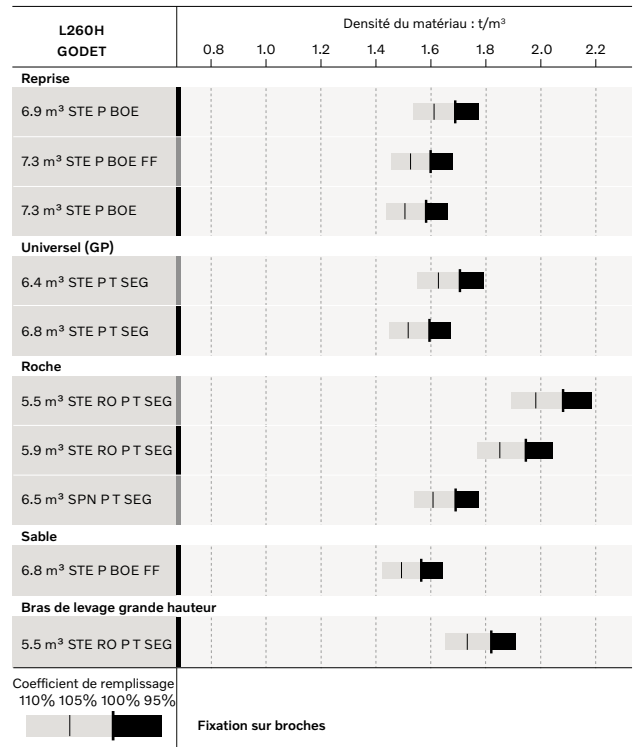 L260H
GODET
Densité du matériau : t/m³
0.8 1.0 1.2 1.4 1.6 1.8 2.0 2.2
Reprise
6.9 m³ STE P BOE
7.3 m³ STE P BOE FF
7.3 m³ STE P BOE
Universel (GP)
6.4 m³ STE P T SEG
6.8 m³ STE P T SEG
Roche
5.5 m³ STE RO P T SEG
5.9 m³ STE RO P T SEG
6.5 m³ SPN P T SEG
Sable
6.8 m³ STE P BOE FF
Bras de levage grande hauteur
5.5 m³ STE RO P T SEG
Coefficient de remplissage
110% 105% 100% 95%
Fixation sur broches